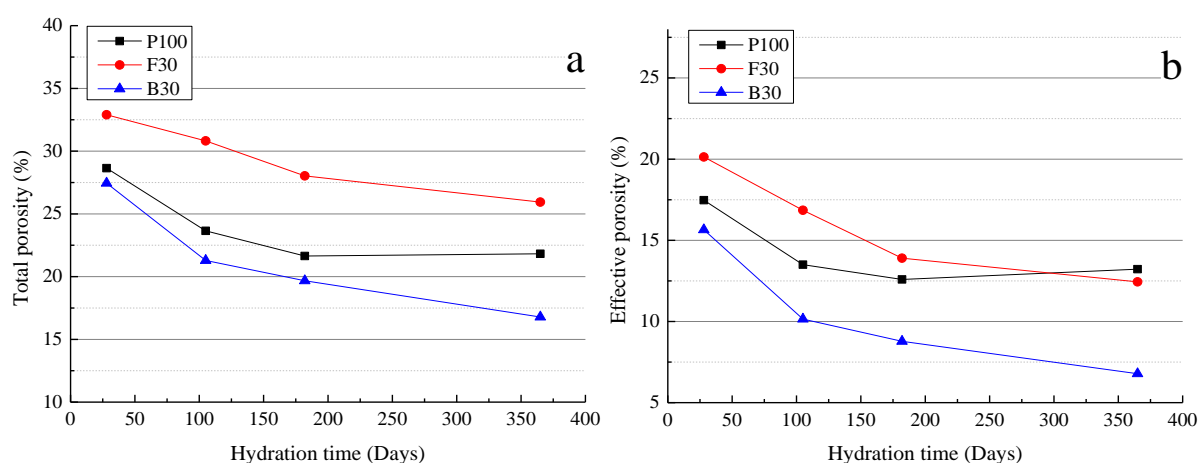 a
P100
F30
B30
Total porosity (%)
40
35
30
25
20
15
10
0 50 100 150 200 250 300 350 400
Hydration time (Days)
b
P100
F30
B30
Effective porosity (%)
25
20
15
10
5
0 50 100 150 200 250 300 350 400
Hydration time (Days)